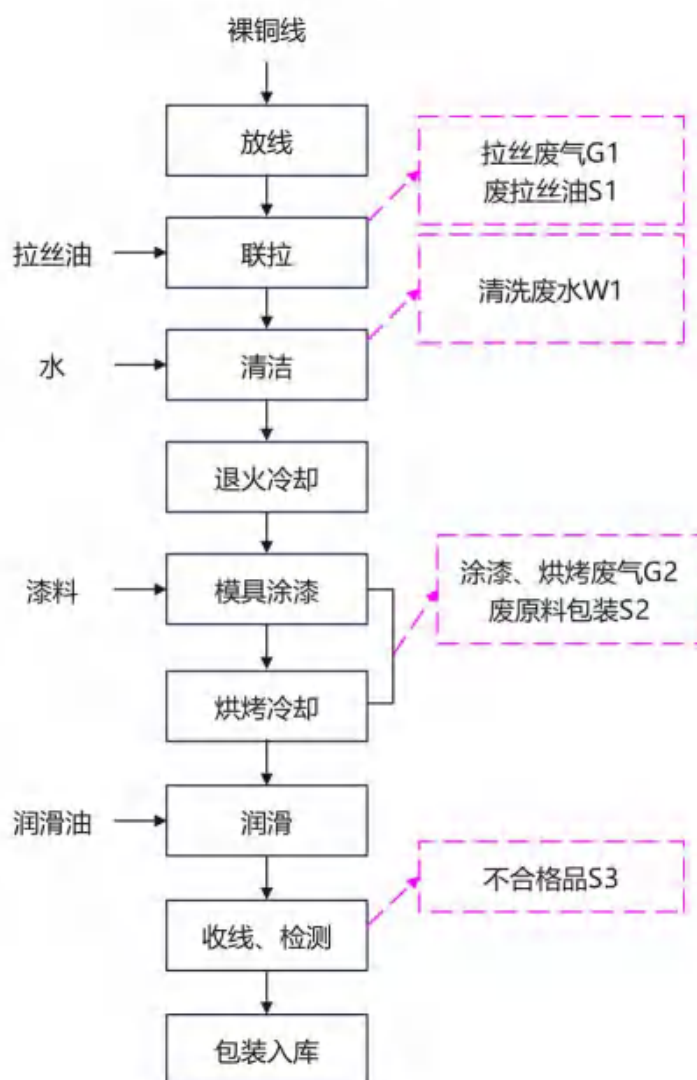 裸铜线
放线
拉丝废气G1
废拉丝油S1
拉丝油
联拉
清洗废水W1
水
清洁
退火冷却
漆料
模具涂漆
涂漆、烘烤废气G2
废原料包装S2
烘烤冷却
润滑油
润滑
不合格品S3
收线、检测
包装入库